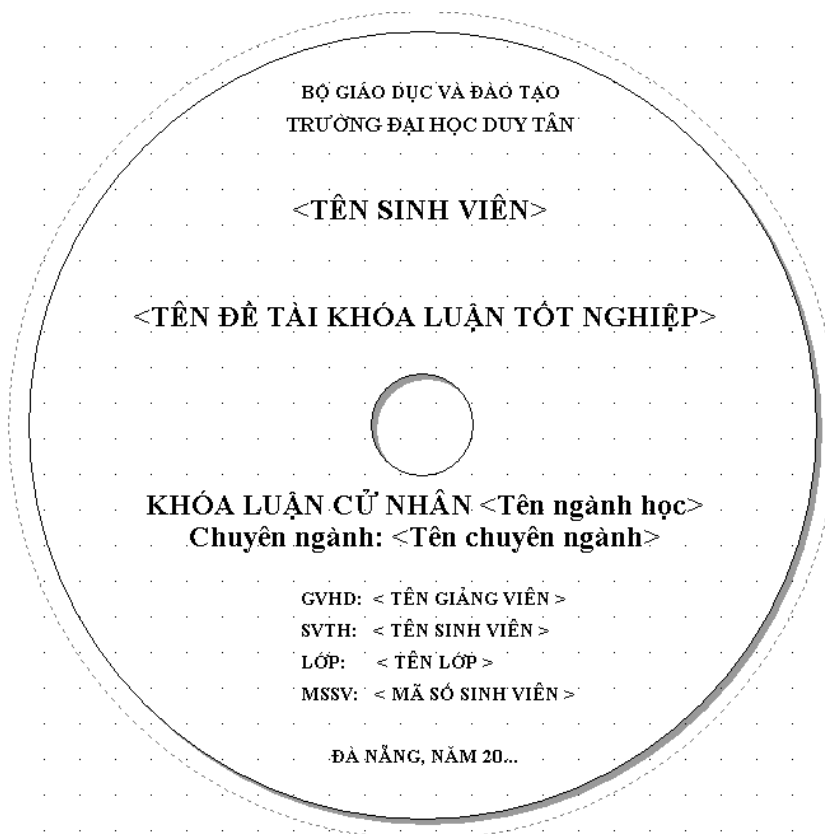 BỘ GIÁO DỤC VÀ ĐÀO TẠO
TRƯỜNG ĐẠI HỌC DUY TÂN
<TÊN SINH VIÊN>
<TÊN ĐỀ TÀI KHÓA LUẬN TỐT NGHIỆP>
KHÓA LUẬN CỬ NHÂN <Tên ngành học>
Chuyên ngành: <Tên chuyên ngành>
GVHD: < TÊN GIẢNG VIÊN >
SVTH: < TÊN SINH VIÊN >
LỚP: < TÊN LỚP >
MSSV: < MÃ SỐ SINH VIÊN >
ĐÀ NẴNG, NĂM 20...